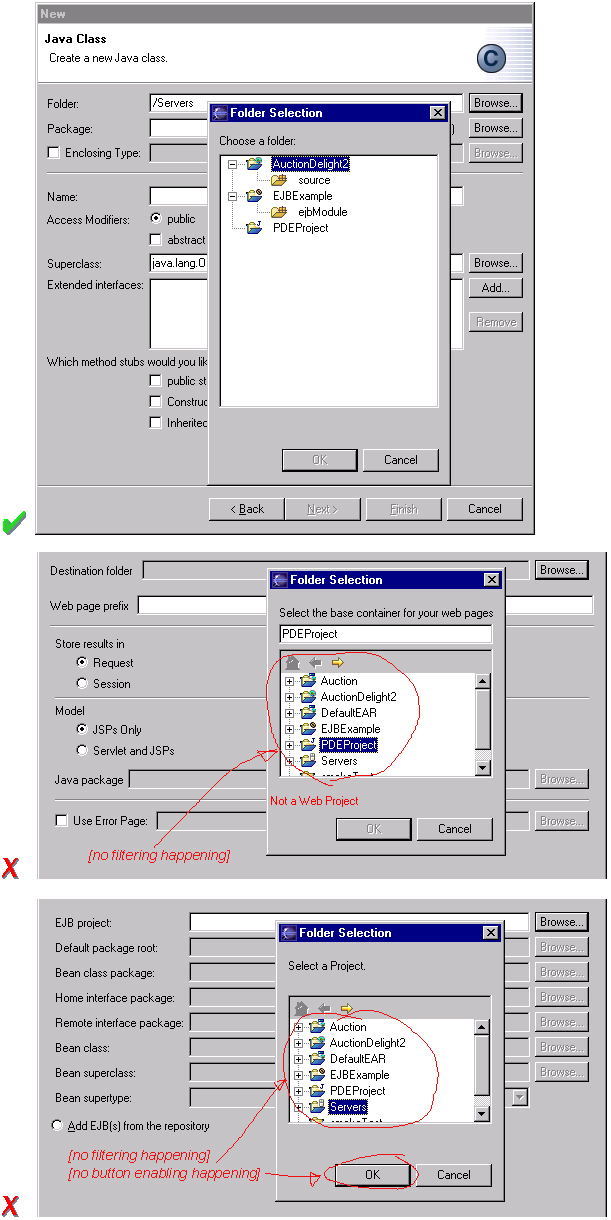 New
Java Class
Create a new Java class.
C
Folder:
/Servers
Browse...
Package:
Browse...
Enclosing Type:
Browse...
Name:
Access Modifiers:
public
abstract
Superclass:
java.lang.O
Browse...
Extended interfaces:
Add...
Remove
Which method stubs would you lik
public st
Construc
Inherited
Folder Selection
Choose a folder:
AuctionDelight2
source
EJBExample
ejbModule
PDEProject
OK
Cancel
< Back
Next >
Finish
Cancel
Destination folder
Browse...
Web page prefix
Store results in
Request
Session
Model
JSPs Only
Servlet and JSPs
Java package
Browse...
Use Error Page:
Browse...
Folder Selection
Select the base container for your web pages
PDEProject
Auction
AuctionDelight2
DefaultEAR
EJBExample
PDEProject
Servers
Not a Web Project
OK
Cancel
[no filtering happening]
X
EJB project:
Browse...
Default package root:
Browse...
Bean class package:
Browse...
Home interface package:
Browse...
Remote interface package:
Browse...
Bean class:
Browse...
Bean superclass:
Browse...
Bean supertype:
Add EJB(s) from the repository
Folder Selection
Select a Project.
Auction
AuctionDelight2
DefaultEAR
EJBExample
PDEProject
Servers
OK
Cancel
[no filtering happening]
[no button enabling happening]
X